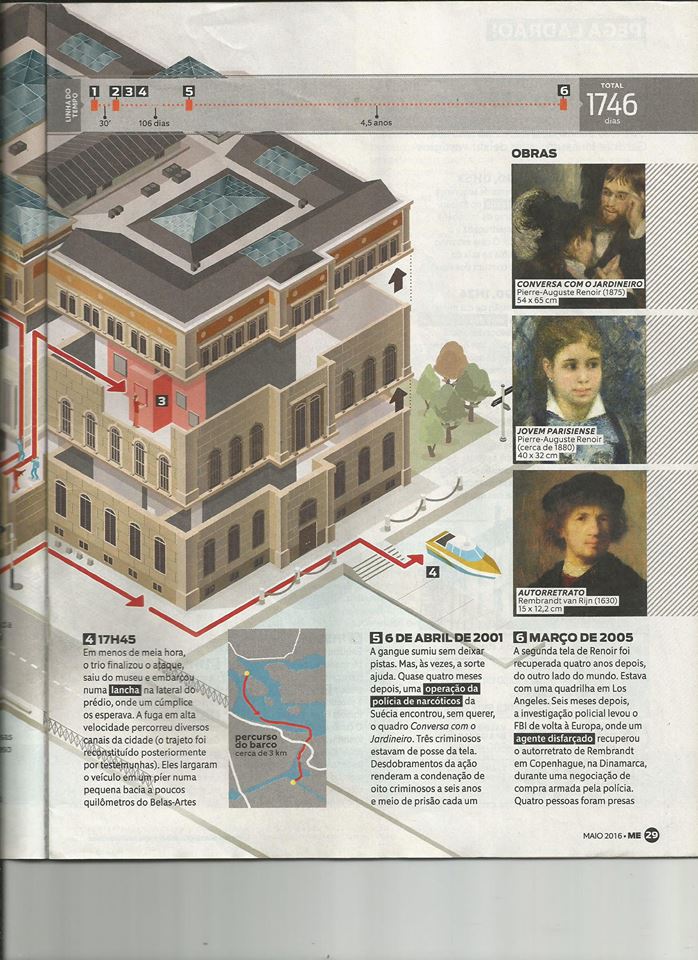 LINHA DO
TEMPO
1 2 3 4 5 6
30'
106 dias
4,5 anos
TOTAL
1746
dias
OBRAS
CONVERSA COM O JARDINEIRO
Pierre-Auguste Renoir (1875)
54 x 65 cm
JOVEM PARISIENSE
Pierre-Auguste Renoir
(cerca de 1880)
40 x 32 cm
AUTORRETRATO
Rembrandt van Rijn (1630)
15 x 12,2 cm
3
4
4 17H45
Em menos de meia hora,
o trio finalizou o ataque,
saiu do museu e embarcou
numa lancha na lateral do
prédio, onde um cúmplice
os esperava. A fuga em alta
velocidade percorreu diversos
canais da cidade (o trajeto foi
reconstituído posteriormente
por testemunhas). Eles largaram
o veículo em um píer numa
pequena bacia a poucos
quilômetros do Belas-Artes
percurso
do barco
cerca de 3 km
5 6 DE ABRIL DE 2001
A gangue sumiu sem deixar
pistas. Mas, às vezes, a sorte
ajuda. Quase quatro meses
depois, uma operação da
polícia de narcóticos da
Suécia encontrou, sem querer,
o quadro Conversa com o
Jardineiro. Três criminosos
estavam de posse da tela.
Desdobramentos da ação
renderam a condenação de
oito criminosos a seis anos
e meio de prisão cada um
6 MARÇO DE 2005
A segunda tela de Renoir foi
recuperada quatro anos depois,
do outro lado do mundo. Estava
com uma quadrilha em Los
Angeles. Seis meses depois,
a investigação policial levou o
FBI de volta à Europa, onde um
agente disfarçado recuperou
o autorretrato de Rembrandt
em Copenhague, na Dinamarca,
durante uma negociação de
compra armada pela polícia.
Quatro pessoas foram presas
MAIO 2016 • ME 29